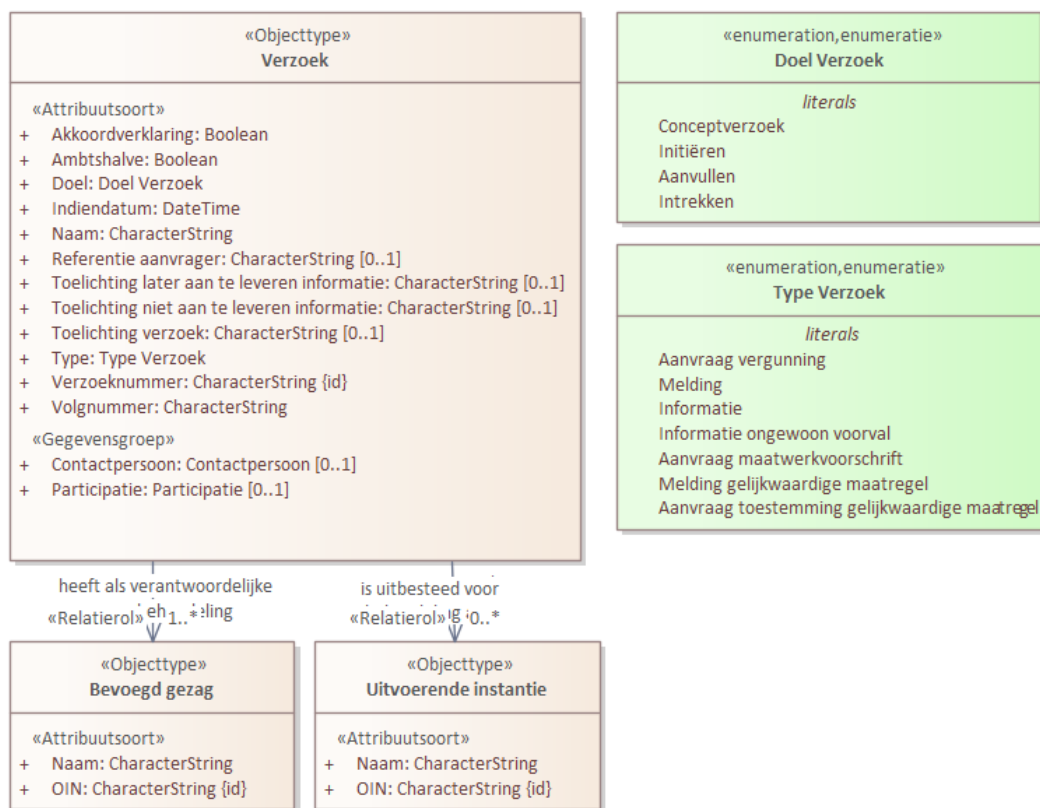 «Objecttype»
Verzoek
«Attribuutsoort»
+ Akkoordverklaring: Boolean
+ Ambtshalve: Boolean
+ Doel: Doel Verzoek
+ Indiendatum: DateTime
+ Naam: CharacterString
+ Referentie aanvrager: CharacterString [0..1]
+ Toelichting later aan te leveren informatie: CharacterString [0..1]
+ Toelichting niet aan te leveren informatie: CharacterString [0..1]
+ Toelichting verzoek: CharacterString [0..1]
+ Type: Type Verzoek
+ Verzoeknummer: CharacterString {id}
+ Volgnummer: CharacterString
«Gegevensgroep»
+ Contactpersoon: Contactpersoon [0..1]
+ Participatie: Participatie [0..1]
«enumeration,enumeratie»
Doel Verzoek
literals
Conceptverzoek
Initiëren
Aanvullen
Intrekken
«enumeration,enumeratie»
Type Verzoek
literals
Aanvraag vergunning
Melding
Informatie
Informatie ongewoon voorval
Aanvraag maatwerkvoorschrift
Melding gelijkwaardige maatregel
Aanvraag toestemming gelijkwaardige maatregel
heeft als verantwoordelijke
«Relatierol» 1..*
is uitbesteed voor
«Relatierol» 0..*
«Objecttype»
Bevoegd gezag
«Attribuutsoort»
+ Naam: CharacterString
+ OIN: CharacterString {id}
«Objecttype»
Uitvoerende instantie
«Attribuutsoort»
+ Naam: CharacterString
+ OIN: CharacterString {id}